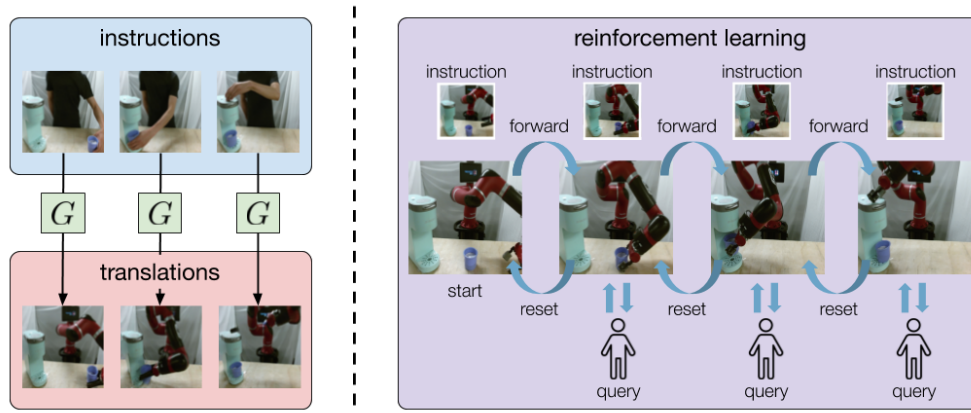 instructions
G G G
translations
reinforcement learning
instruction instruction instruction instruction
forward forward forward
start
reset reset reset
query query query